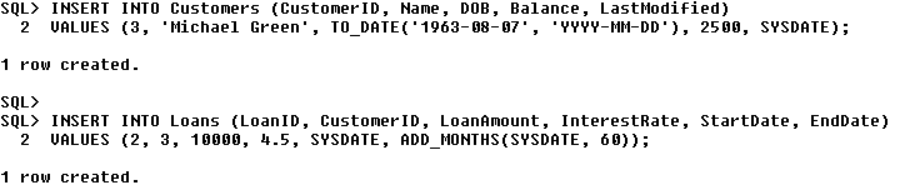 SQL> INSERT INTO Customers (CustomerID, Name, DOB, Balance, LastModified)
  2  VALUES (3, 'Michael Green', TO_DATE('1963-08-07', 'YYYY-MM-DD'), 2500, SYSDATE);
1 row created.
SQL>
SQL> INSERT INTO Loans (LoanID, CustomerID, LoanAmount, InterestRate, StartDate, EndDate)
  2  VALUES (2, 3, 10000, 4.5, SYSDATE, ADD_MONTHS(SYSDATE, 60));
1 row created.